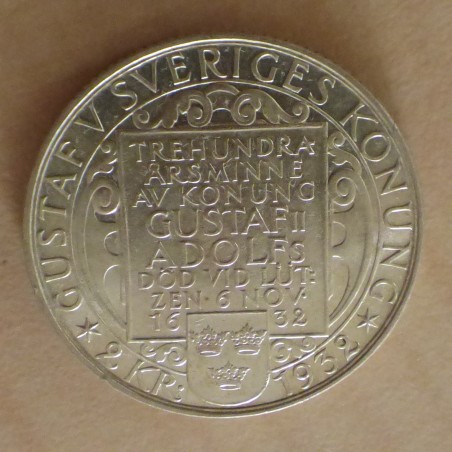 GUSTAF V. SVERIGES KONUNG
TREHUNDRA-
ÅRSMINNE
AV KONUNG
GUSTAF II
ADOLFS
DÖD VID LÜT-
ZEN · 6 NOV.
16 32
★ 2 KR: 1932 ★